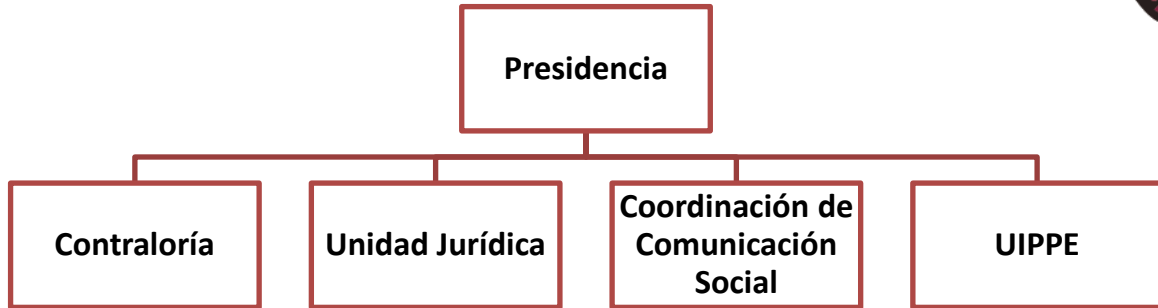 Presidencia
Contraloría
Unidad Jurídica
Coordinación de
Comunicación
Social
UIPPE